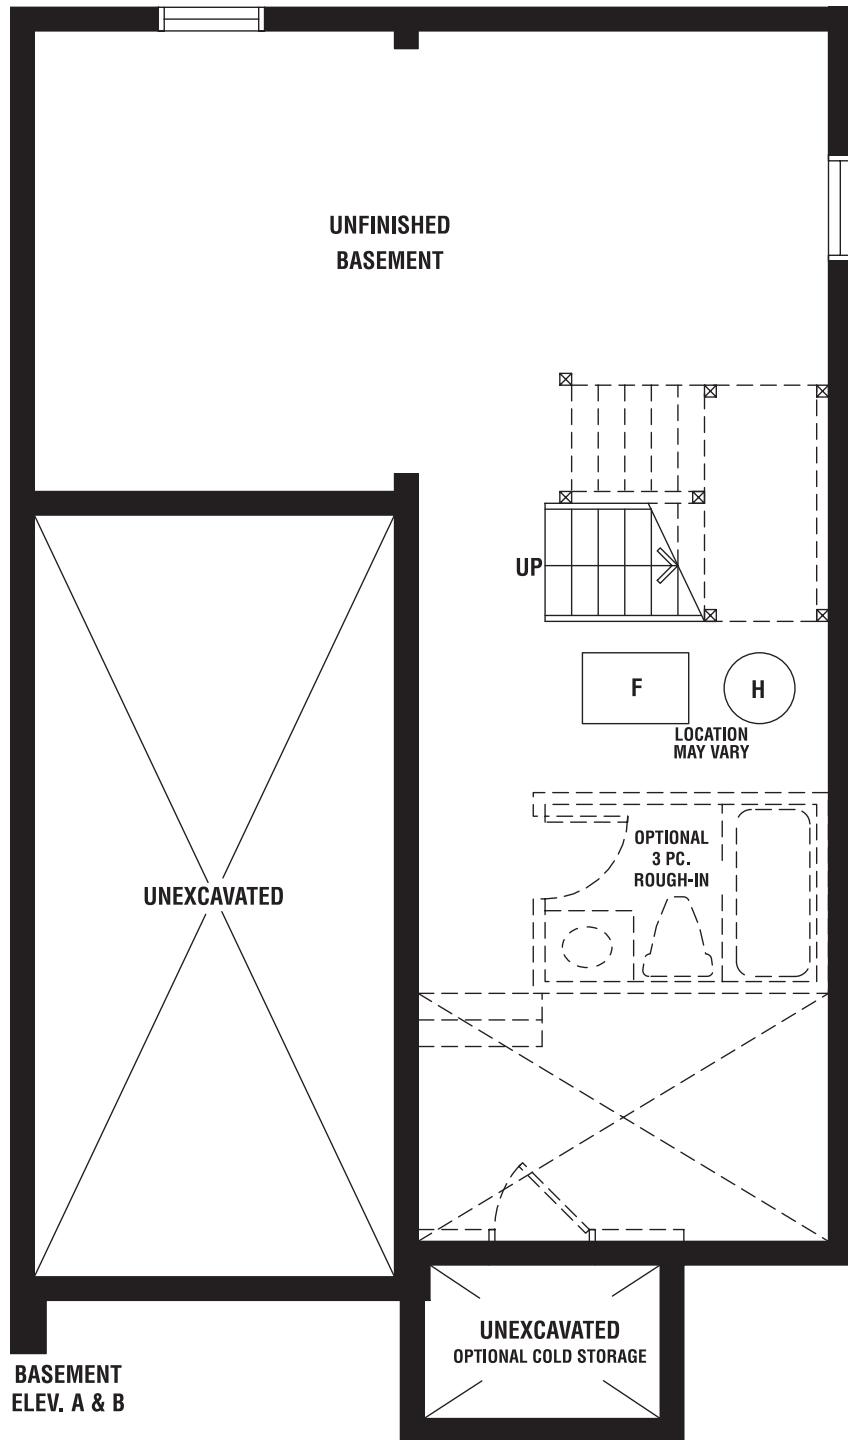 UNFINISHED
BASEMENT
UP
F
H
LOCATION
MAY VARY
OPTIONAL
3 PC.
ROUGH-IN
UNEXCAVATED
UNEXCAVATED
OPTIONAL COLD STORAGE
BASEMENT
ELEV. A & B